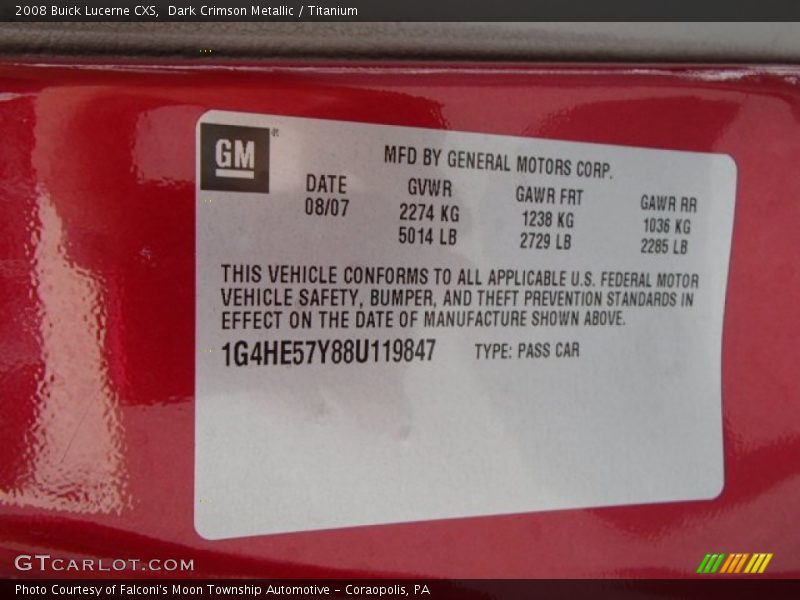 2008 Buick Lucerne CXS,  Dark Crimson Metallic / Titanium
GM®
MFD BY GENERAL MOTORS CORP.
DATE GVWR GAWR FRT GAWR RR
08/07 2274 KG 1238 KG 1036 KG
5014 LB 2729 LB 2285 LB
THIS VEHICLE CONFORMS TO ALL APPLICABLE U.S. FEDERAL MOTOR
VEHICLE SAFETY, BUMPER, AND THEFT PREVENTION STANDARDS IN
EFFECT ON THE DATE OF MANUFACTURE SHOWN ABOVE.
1G4HE57Y88U119847 TYPE: PASS CAR
GTCARLOT.COM
Photo Courtesy of Falconi's Moon Township Automotive - Coraopolis, PA